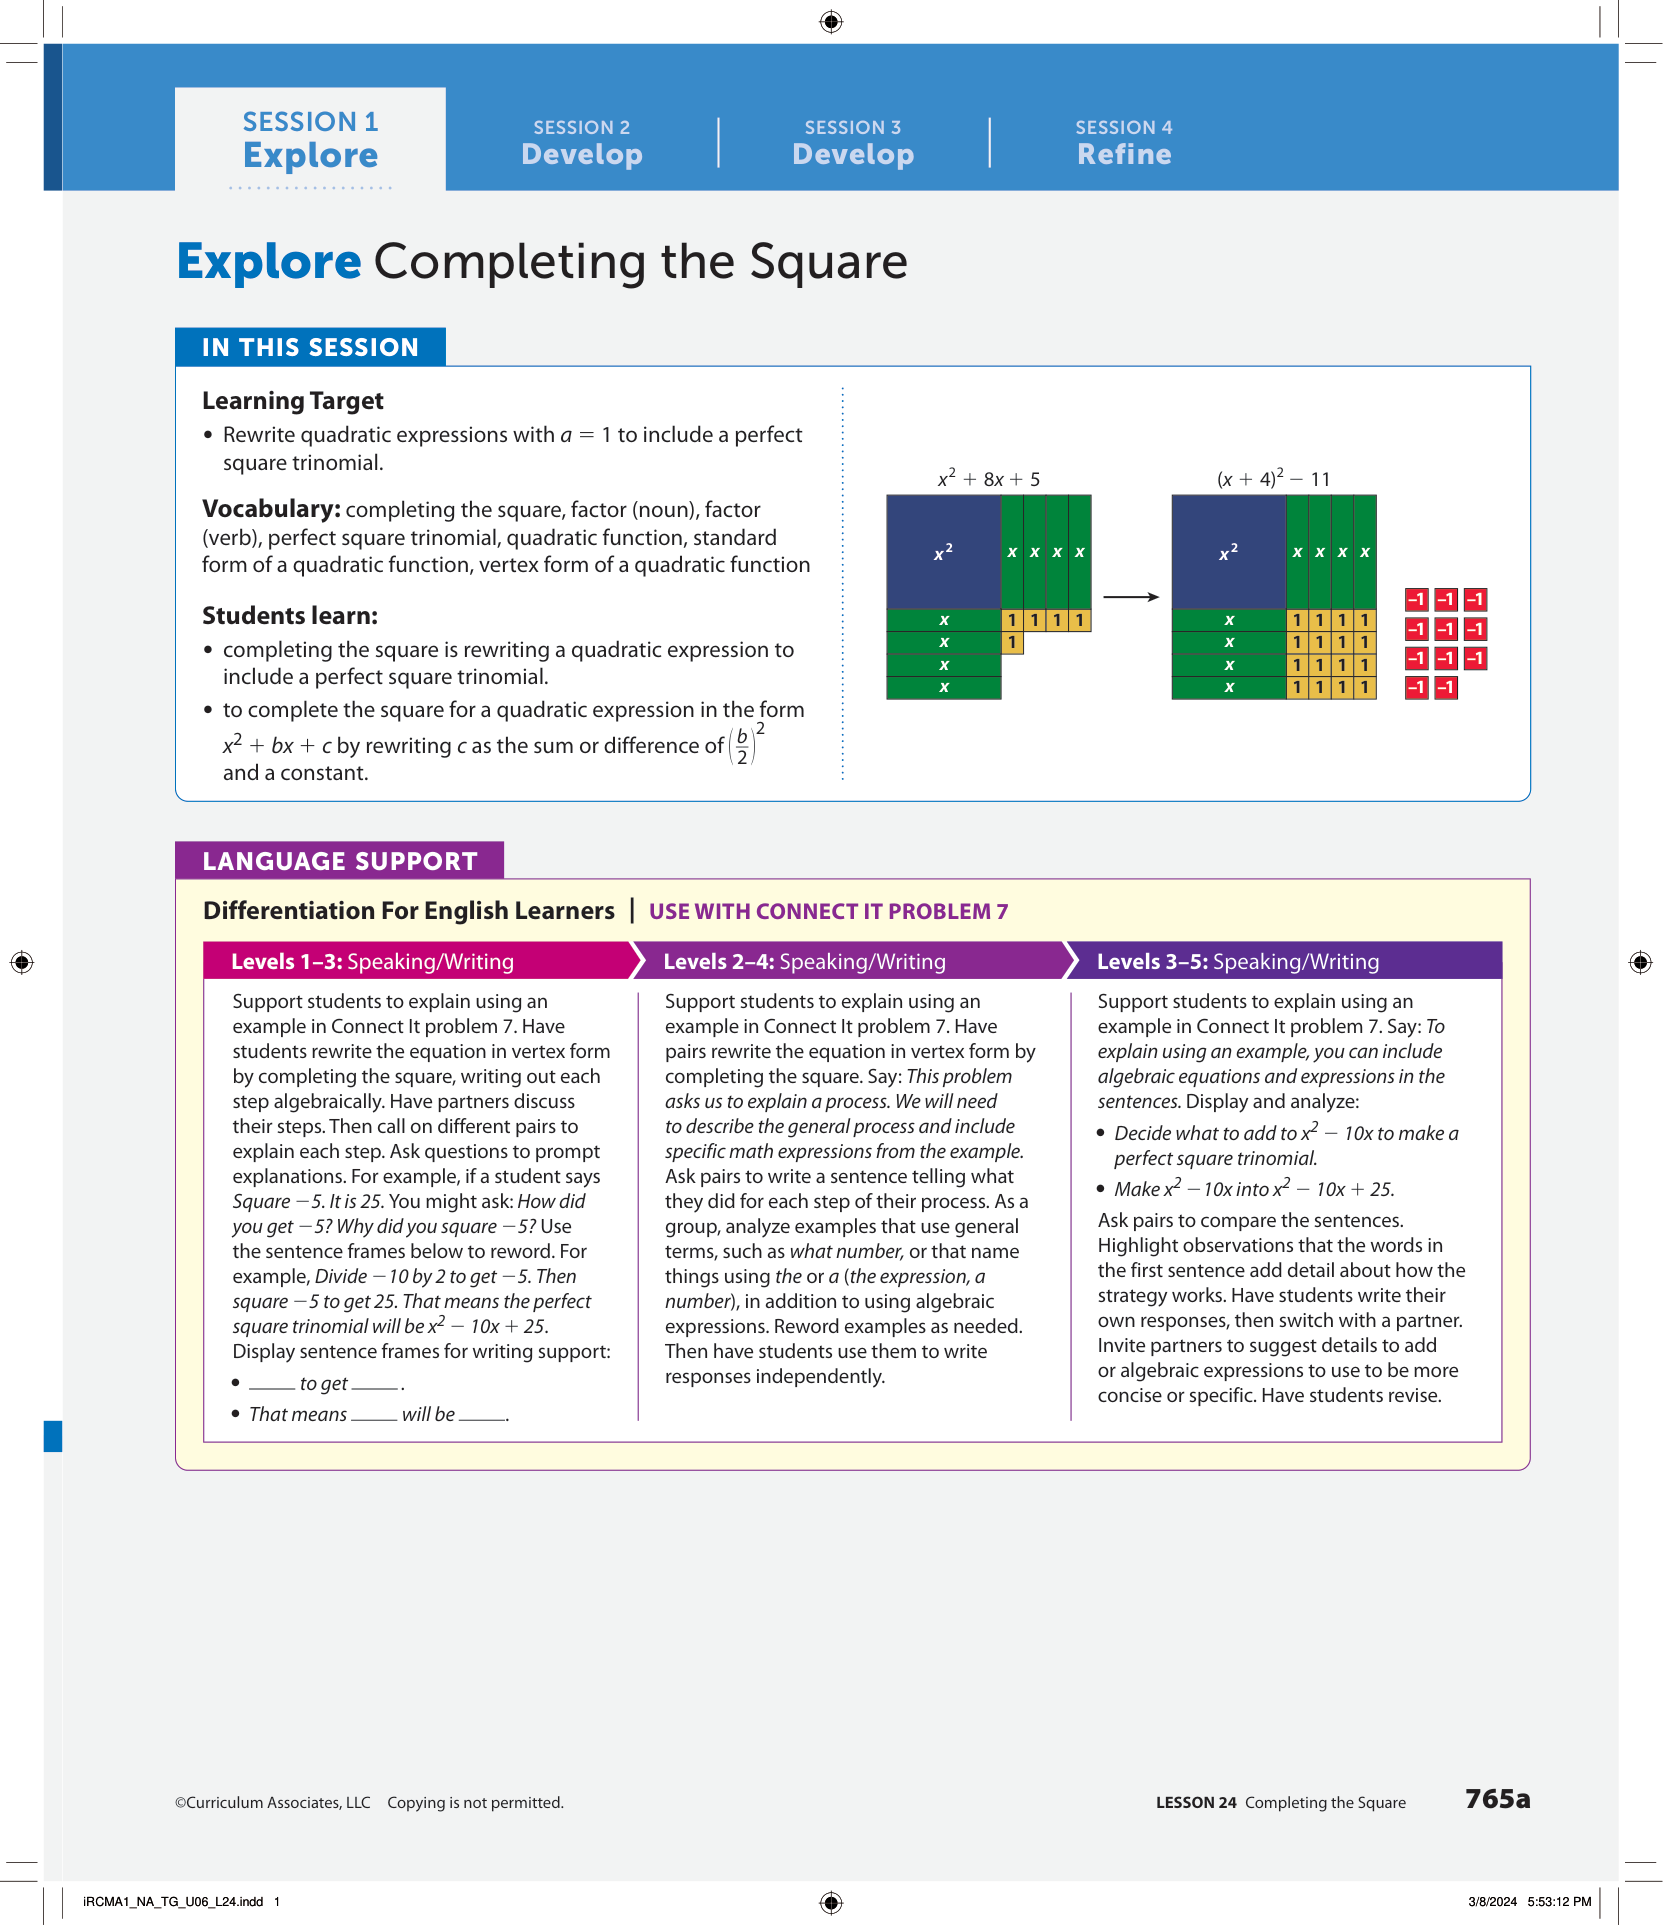 SESSION 1
Explore
SESSION 2
Develop
SESSION 3
Develop
SESSION 4
Refine
Explore Completing the Square
IN THIS SESSION
Learning Target
• Rewrite quadratic expressions with a = 1 to include a perfect
square trinomial.
Vocabulary: completing the square, factor (noun), factor
(verb), perfect square trinomial, quadratic function, standard
form of a quadratic function, vertex form of a quadratic function
Students learn:
• completing the square is rewriting a quadratic expression to
include a perfect square trinomial.
• to complete the square for a quadratic expression in the form
x² + bx + c by rewriting c as the sum or difference of (b/2)²
and a constant.
x² + 8x + 5
x² x x x x
x 1 1 1 1
x 1
x
x
(x + 4)² − 11
x² x x x x
x 1 1 1 1
x 1 1 1 1
x 1 1 1 1
x 1 1 1 1
–1 –1 –1
–1 –1 –1
–1 –1 –1
–1 –1
LANGUAGE SUPPORT
Differentiation For English Learners | USE WITH CONNECT IT PROBLEM 7
Levels 1–3: Speaking/Writing
Support students to explain using an
example in Connect It problem 7. Have
students rewrite the equation in vertex form
by completing the square, writing out each
step algebraically. Have partners discuss
their steps. Then call on different pairs to
explain each step. Ask questions to prompt
explanations. For example, if a student says
Square −5. It is 25. You might ask: How did
you get −5? Why did you square −5? Use
the sentence frames below to reword. For
example, Divide −10 by 2 to get −5. Then
square −5 to get 25. That means the perfect
square trinomial will be x² − 10x + 25.
Display sentence frames for writing support:
• _____ to get _____ .
• That means _____ will be _____.
Levels 2–4: Speaking/Writing
Support students to explain using an
example in Connect It problem 7. Have
pairs rewrite the equation in vertex form by
completing the square. Say: This problem
asks us to explain a process. We will need
to describe the general process and include
specific math expressions from the example.
Ask pairs to write a sentence telling what
they did for each step of their process. As a
group, analyze examples that use general
terms, such as what number, or that name
things using the or a (the expression, a
number), in addition to using algebraic
expressions. Reword examples as needed.
Then have students use them to write
responses independently.
Levels 3–5: Speaking/Writing
Support students to explain using an
example in Connect It problem 7. Say: To
explain using an example, you can include
algebraic equations and expressions in the
sentences. Display and analyze:
• Decide what to add to x² − 10x to make a
perfect square trinomial.
• Make x² − 10x into x² − 10x + 25.
Ask pairs to compare the sentences.
Highlight observations that the words in
the first sentence add detail about how the
strategy works. Have students write their
own responses, then switch with a partner.
Invite partners to suggest details to add
or algebraic expressions to use to be more
concise or specific. Have students revise.
©Curriculum Associates, LLC Copying is not permitted.
LESSON 24 Completing the Square 765a
iRCMA1_NA_TG_U06_L24.indd 1
3/8/2024 5:53:12 PM